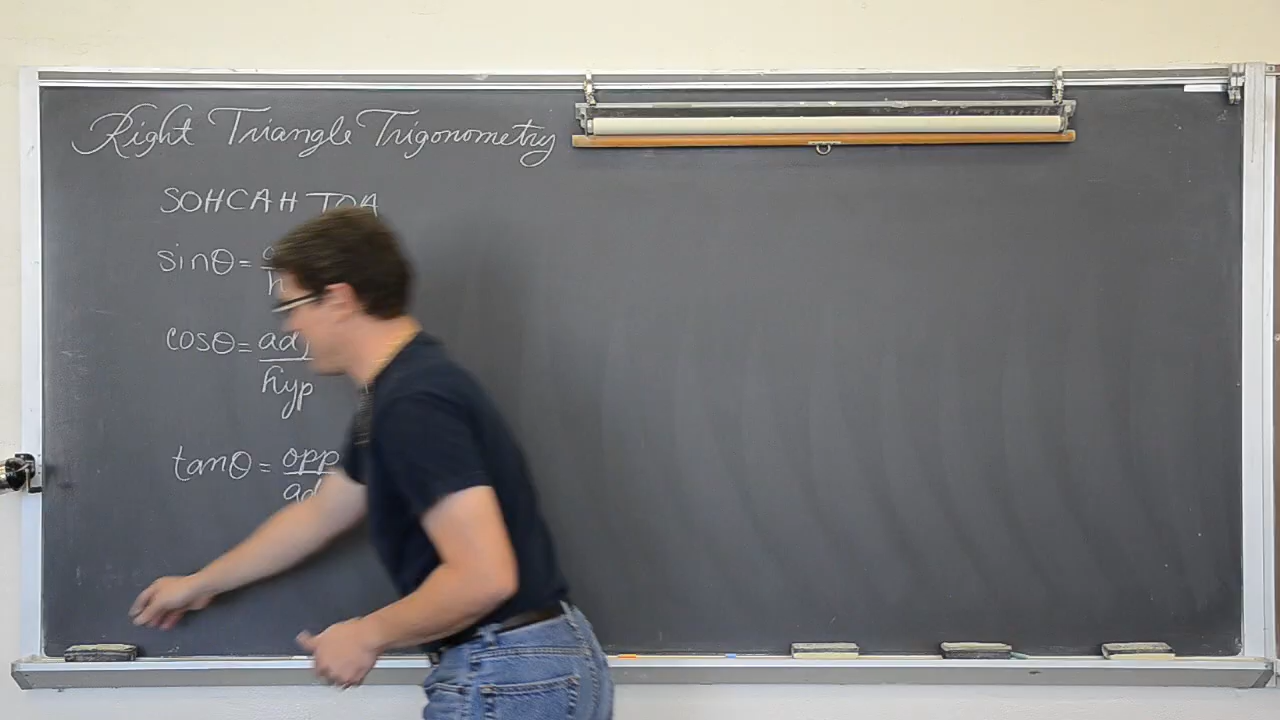 Right Triangle Trigonometry
SOHCAH TOA
sinθ=
cosθ= adj
hyp
tanθ = opp